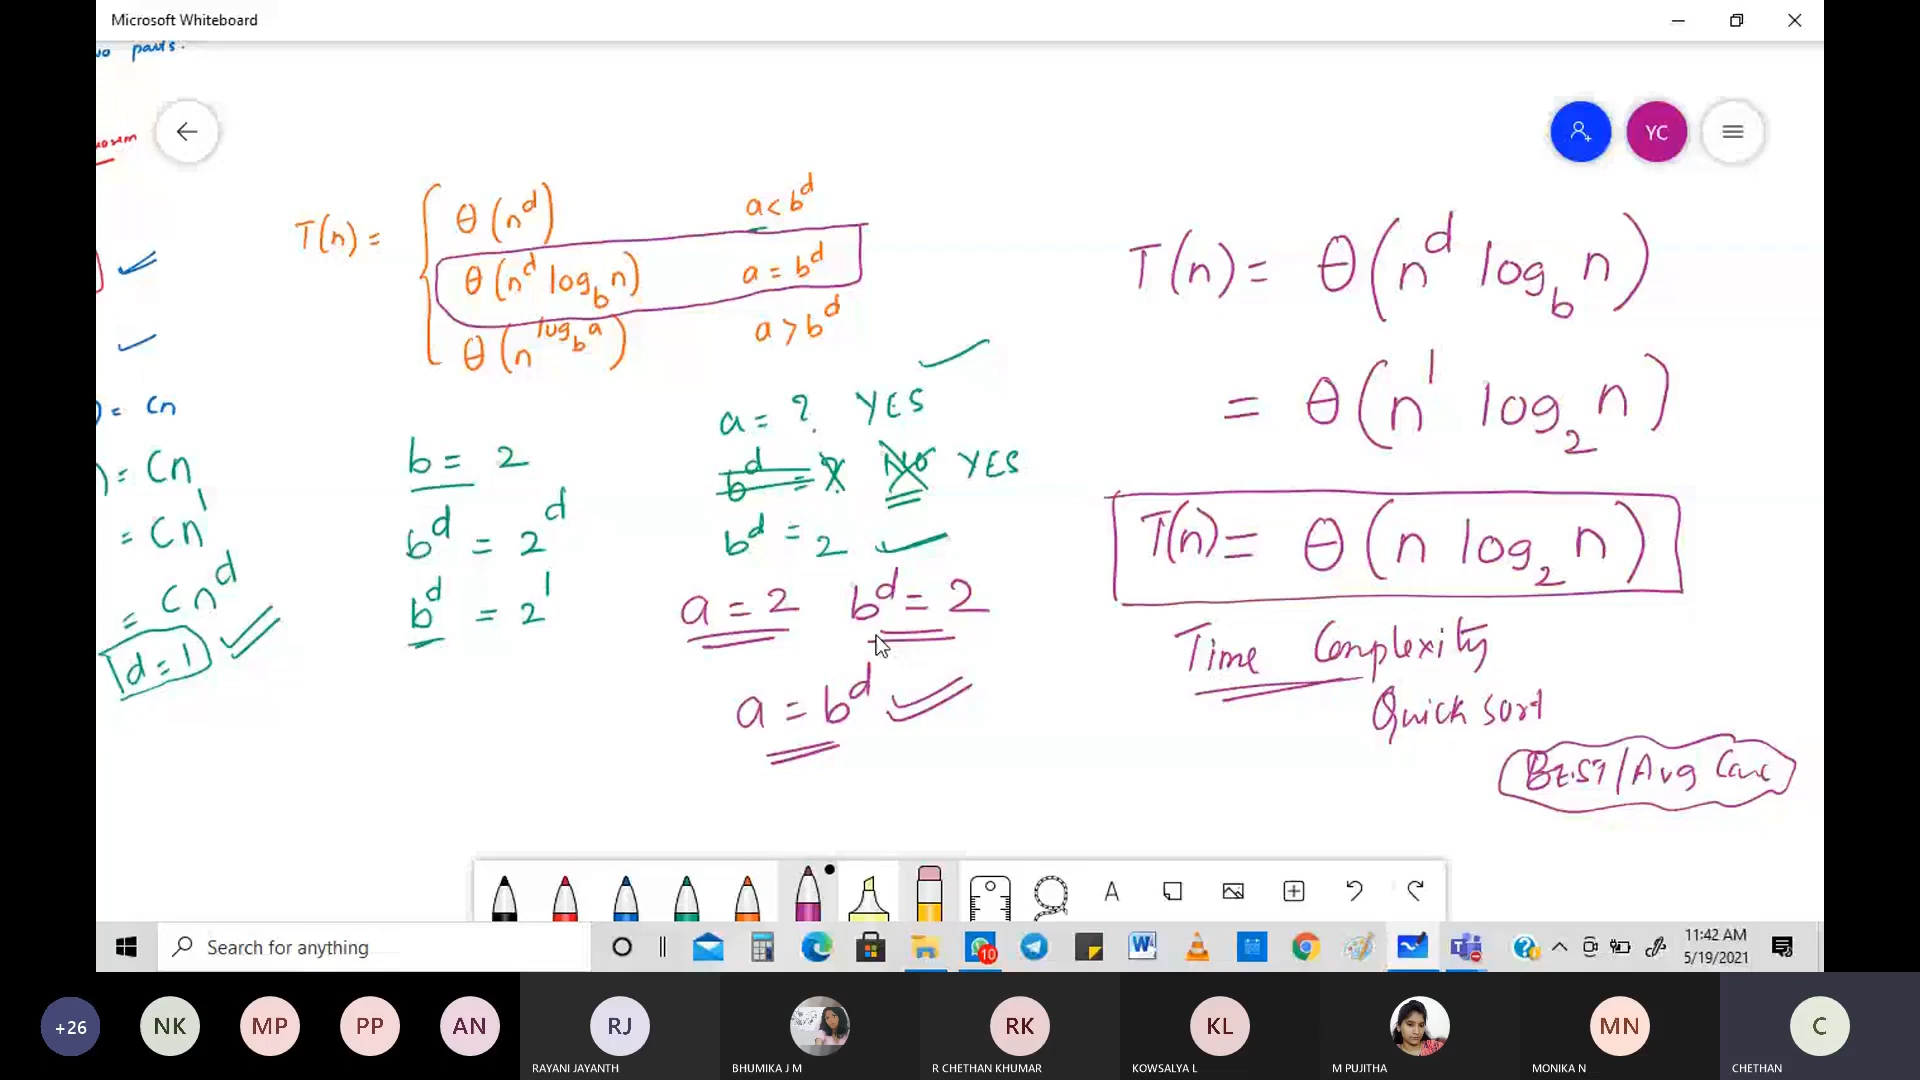 Microsoft Whiteboard
parts.
YC
T(n) = θ(n^d) a < b^d
θ(n^d log_b n) a = b^d
θ(n^log_b a) a > b^d
) = Cn
) = Cn
= Cn^1
= Cn^d
d = 1
b = 2
b^d = 2^d
b^d = 2^1
a = ? YES
b^d = ? No YES
b^d = 2
a = 2 b^d = 2
a = b^d
T(n) = θ(n^d log_b n)
= θ(n^1 log_2 n)
T(n) = θ(n log_2 n)
Time Complexity
Quick sort
BEST/Avg Case
A
Search for anything
10
11:42 AM
5/19/2021
+26
NK
MP
PP
AN
RJ
RAYANI JAYANTH
BHUMIKA J M
RK
R CHETHAN KHUMAR
KL
KOWSALYA L
M PUJITHA
MN
MONIKA N
C
CHETHAN